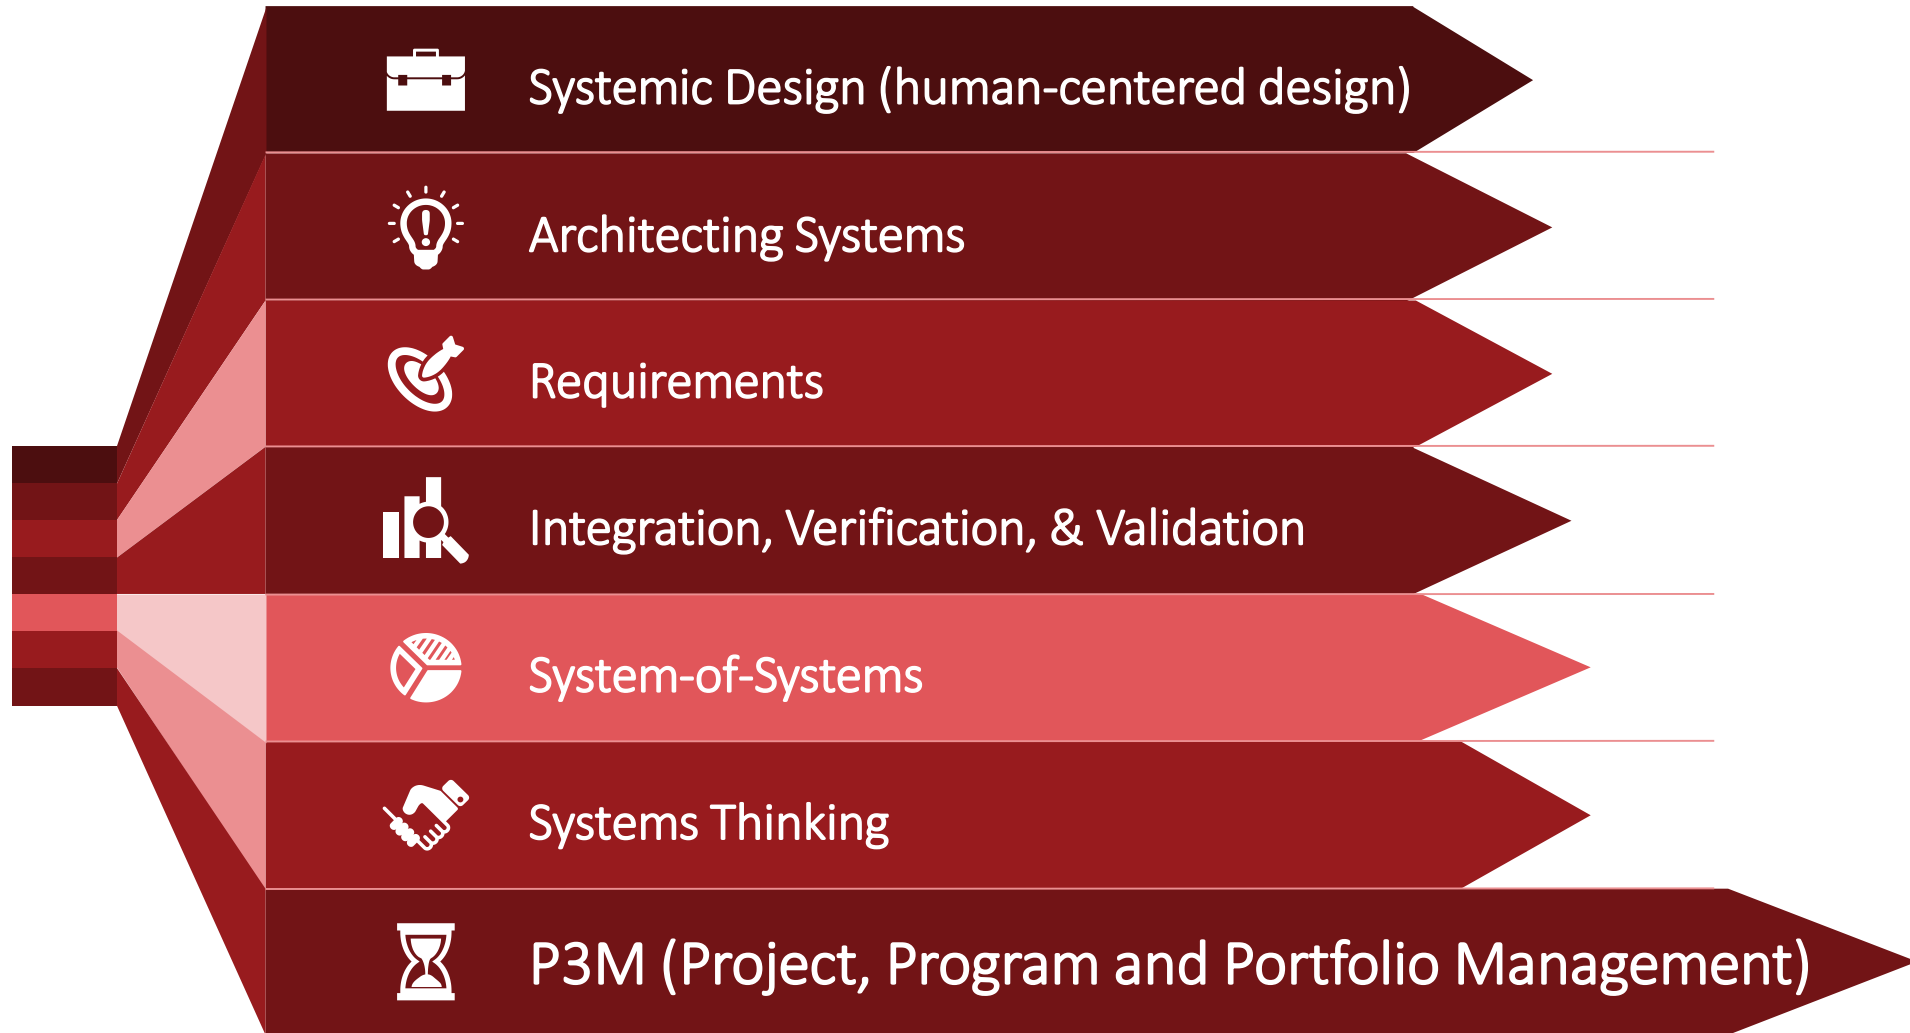 Systemic Design (human-centered design)
Architecting Systems
Requirements
Integration, Verification, & Validation
System-of-Systems
Systems Thinking
P3M (Project, Program and Portfolio Management)